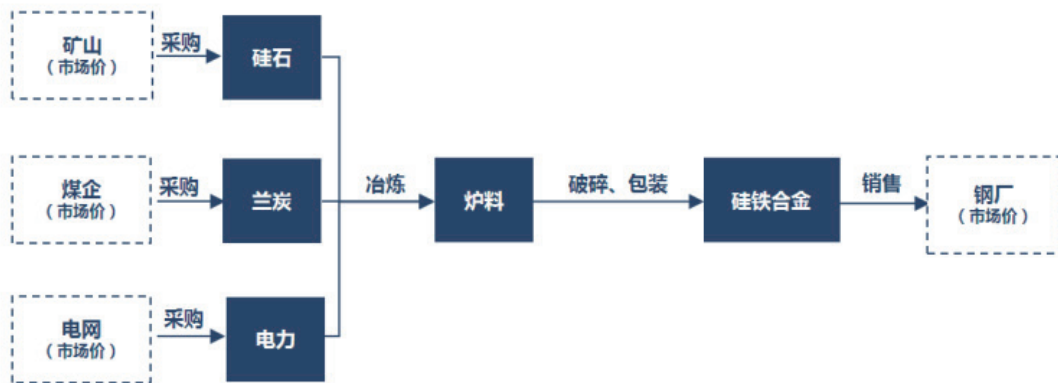 矿山
（市场价）
采购
硅石
煤企
（市场价）
采购
兰炭
冶炼
炉料
破碎、包装
硅铁合金
销售
钢厂
（市场价）
电网
（市场价）
采购
电力